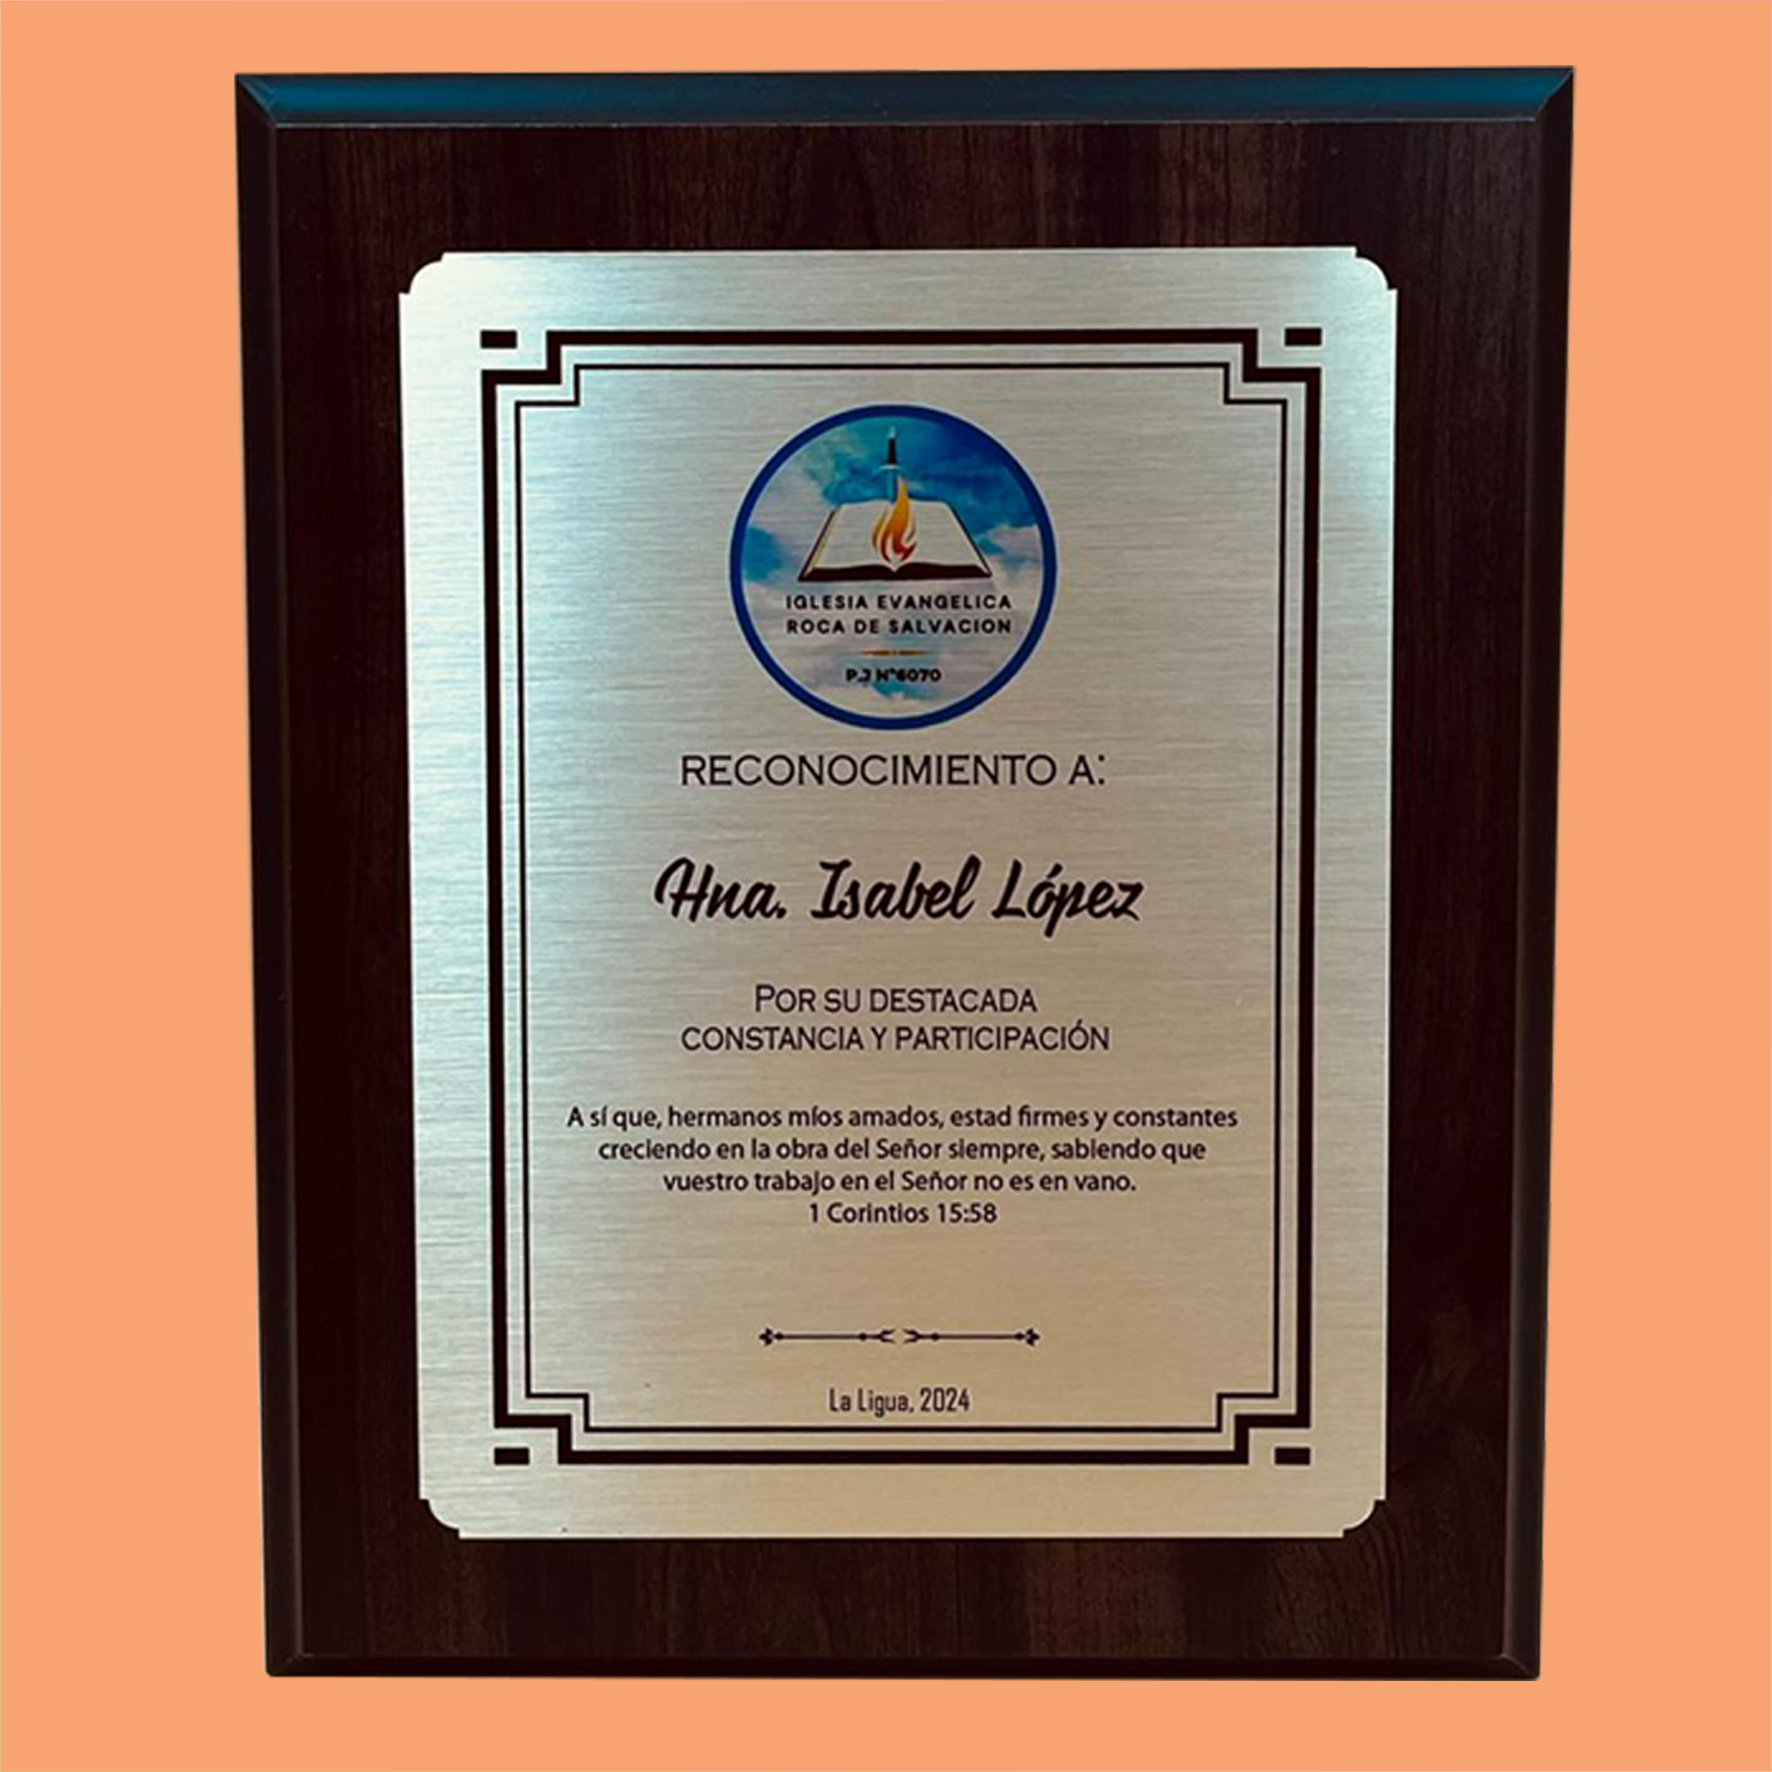 IGLESIA EVANGELICA
ROCA DE SALVACION
P.J N°6070
RECONOCIMIENTO A:
Hna. Isabel López
POR SU DESTACADA
CONSTANCIA Y PARTICIPACIÓN
A sí que, hermanos míos amados, estad firmes y constantes
creciendo en la obra del Señor siempre, sabiendo que
vuestro trabajo en el Señor no es en vano.
1 Corintios 15:58
La Ligua, 2024